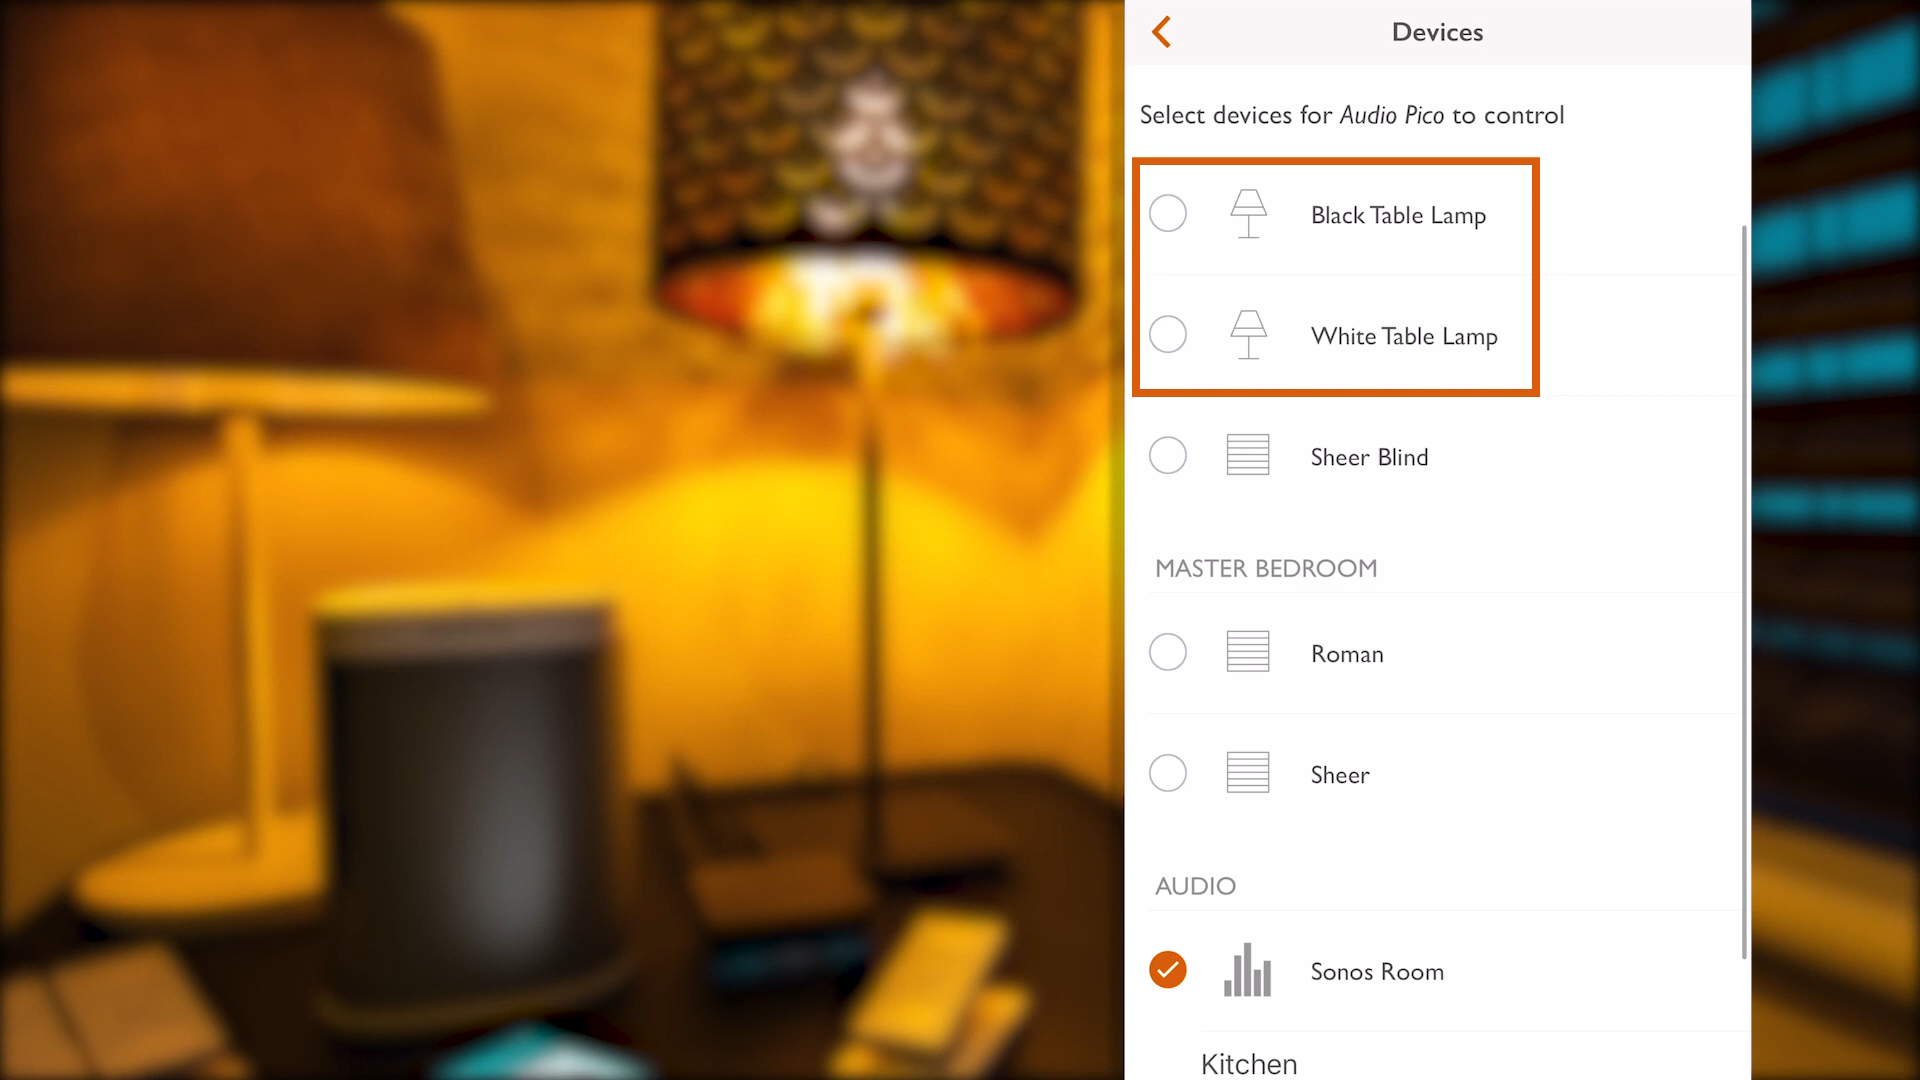 Devices
Select devices for Audio Pico to control
Black Table Lamp
White Table Lamp
Sheer Blind
MASTER BEDROOM
Roman
Sheer
AUDIO
Sonos Room
Kitchen